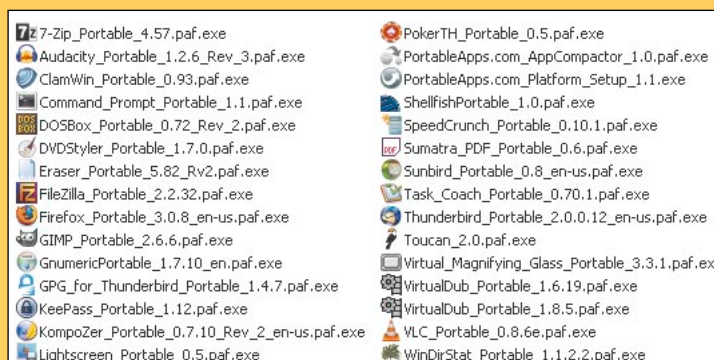 7-Zip_Portable_4.57.paf.exe
Audacity_Portable_1.2.6_Rev_3.paf.exe
ClamWin_Portable_0.93.paf.exe
Command_Prompt_Portable_1.1.paf.exe
DOSBox_Portable_0.72_Rev_2.paf.exe
DVDStyler_Portable_1.7.0.paf.exe
Eraser_Portable_5.82_Rv2.paf.exe
FileZilla_Portable_2.2.32.paf.exe
Firefox_Portable_3.0.8_en-us.paf.exe
GIMP_Portable_2.6.6.paf.exe
GnumericPortable_1.7.10_en.paf.exe
GPG_for_Thunderbird_Portable_1.4.7.paf.exe
KeePass_Portable_1.12.paf.exe
KompoZer_Portable_0.7.10_Rev_2_en-us.paf.exe
Lightscreen_Portable_0.5.paf.exe
PokerTH_Portable_0.5.paf.exe
PortableApps.com_AppCompactor_1.0.paf.exe
PortableApps.com_Platform_Setup_1.1.exe
ShellfishPortable_1.0.paf.exe
SpeedCrunch_Portable_0.10.1.paf.exe
Sumatra_PDF_Portable_0.6.paf.exe
Sunbird_Portable_0.8_en-us.paf.exe
Task_Coach_Portable_0.70.1.paf.exe
Thunderbird_Portable_2.0.0.12_en-us.paf.exe
Toucan_2.0.paf.exe
Virtual_Magnifying_Glass_Portable_3.3.1.paf.ex
VirtualDub_Portable_1.6.19.paf.exe
VirtualDub_Portable_1.8.5.paf.exe
VLC_Portable_0.8.6e.paf.exe
WinDirStat_Portable_1.1.2.2.paf.exe